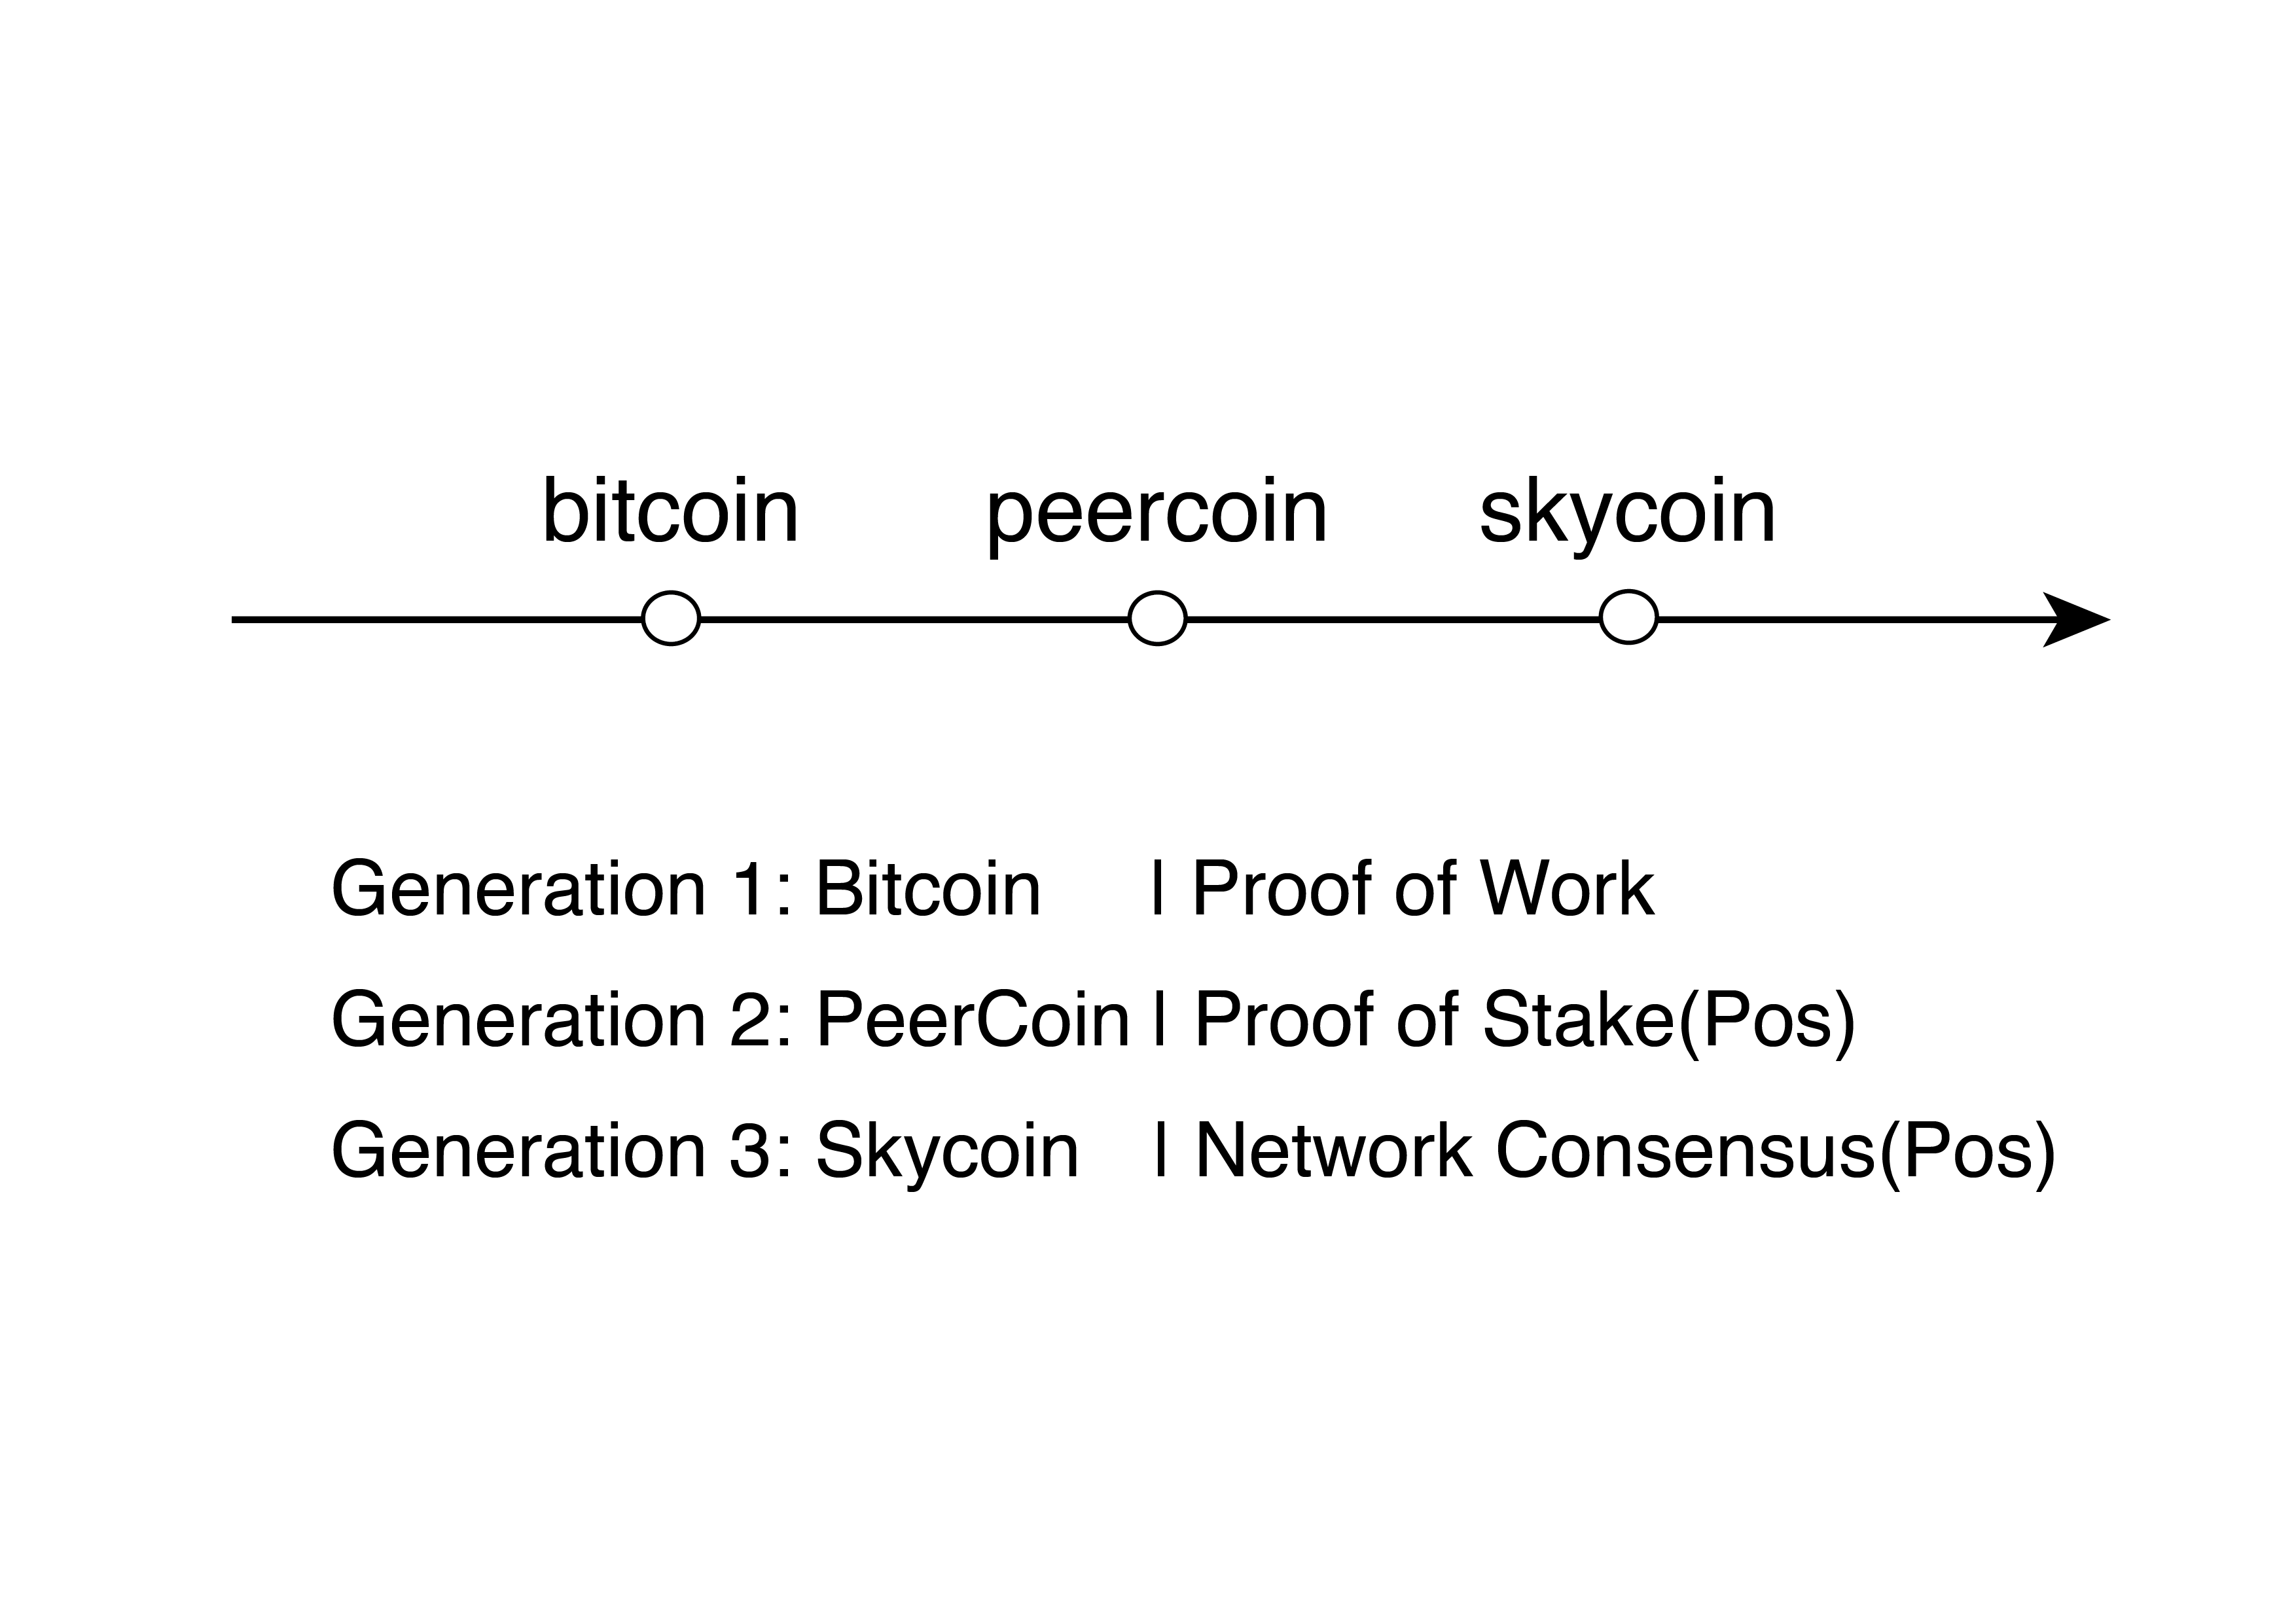 bitcoin peercoin skycoin
Generation 1: Bitcoin | Proof of Work
Generation 2: PeerCoin | Proof of Stake(Pos)
Generation 3: Skycoin | Network Consensus(Pos)